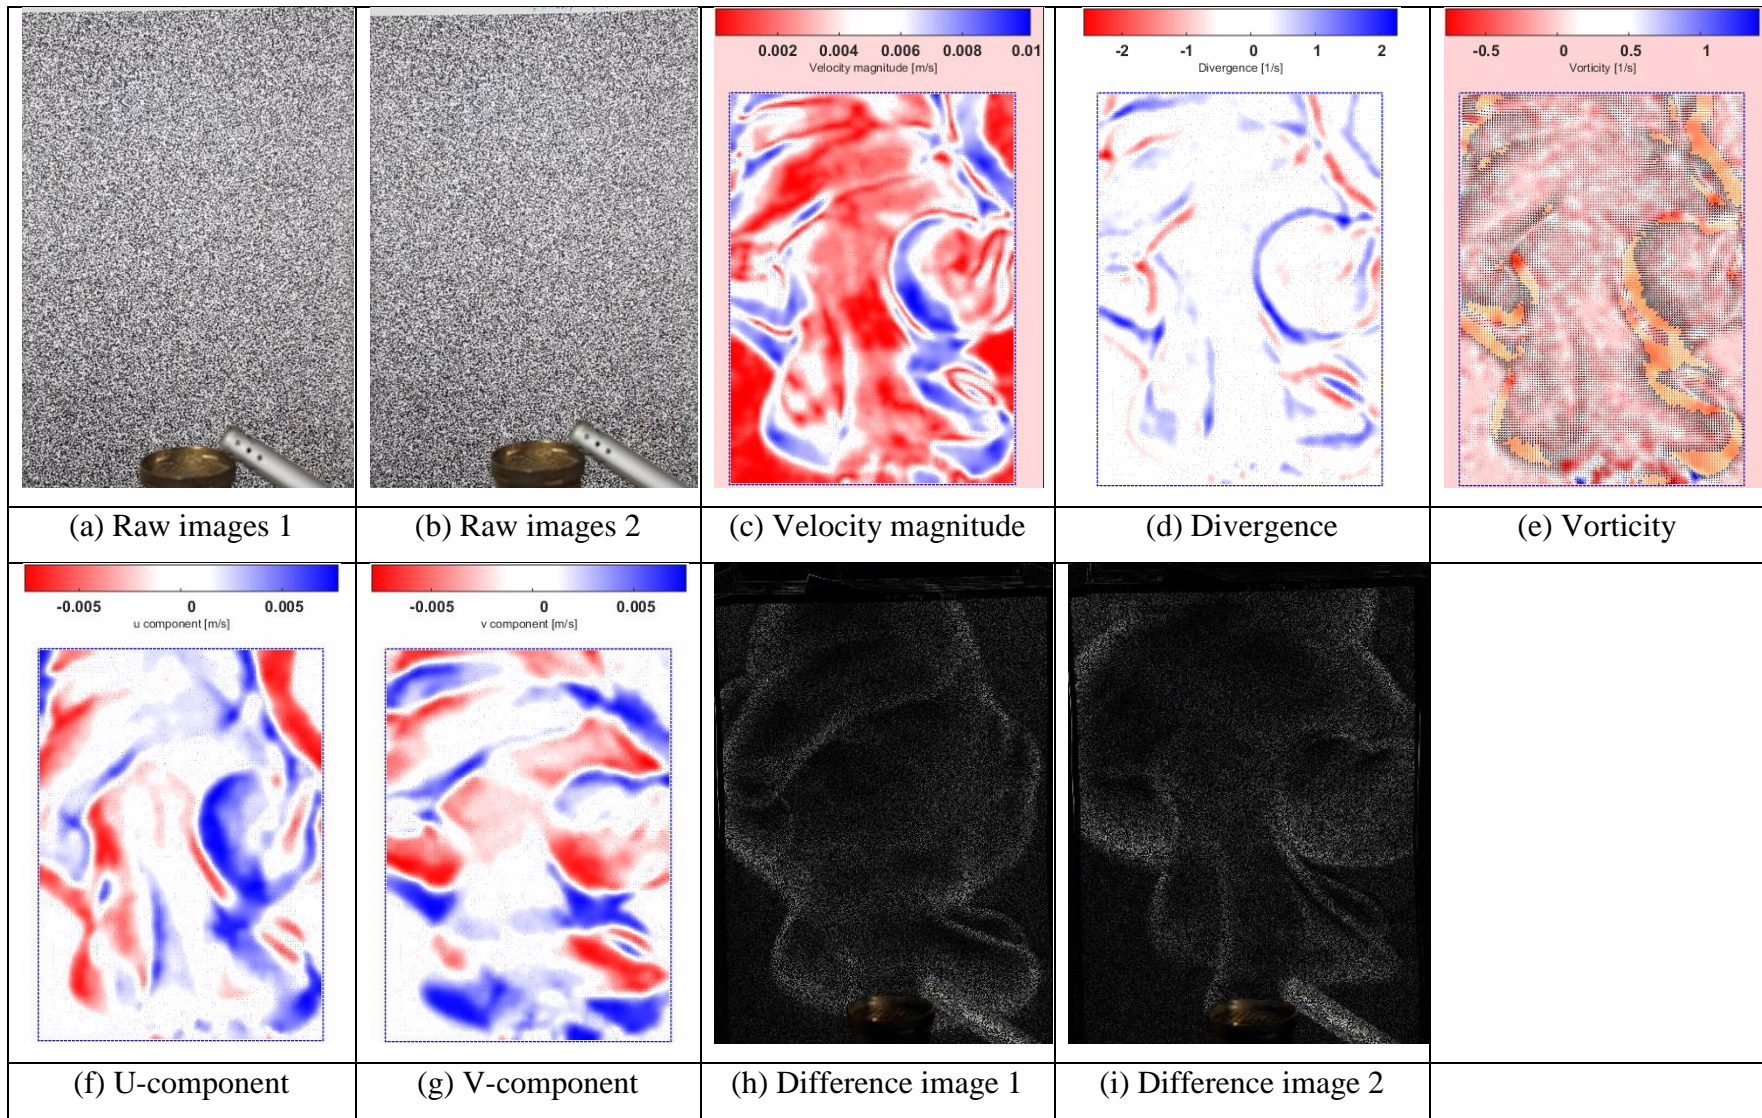 0.002 0.004 0.006 0.008 0.01
Velocity magnitude [m/s]
-2 -1 0 1 2
Divergence [1/s]
-0.5 0 0.5 1
Vorticity [1/s]
(a) Raw images 1
(b) Raw images 2
(c) Velocity magnitude
(d) Divergence
(e) Vorticity
-0.005 0 0.005
u component [m/s]
-0.005 0 0.005
v component [m/s]
(f) U-component
(g) V-component
(h) Difference image 1
(i) Difference image 2